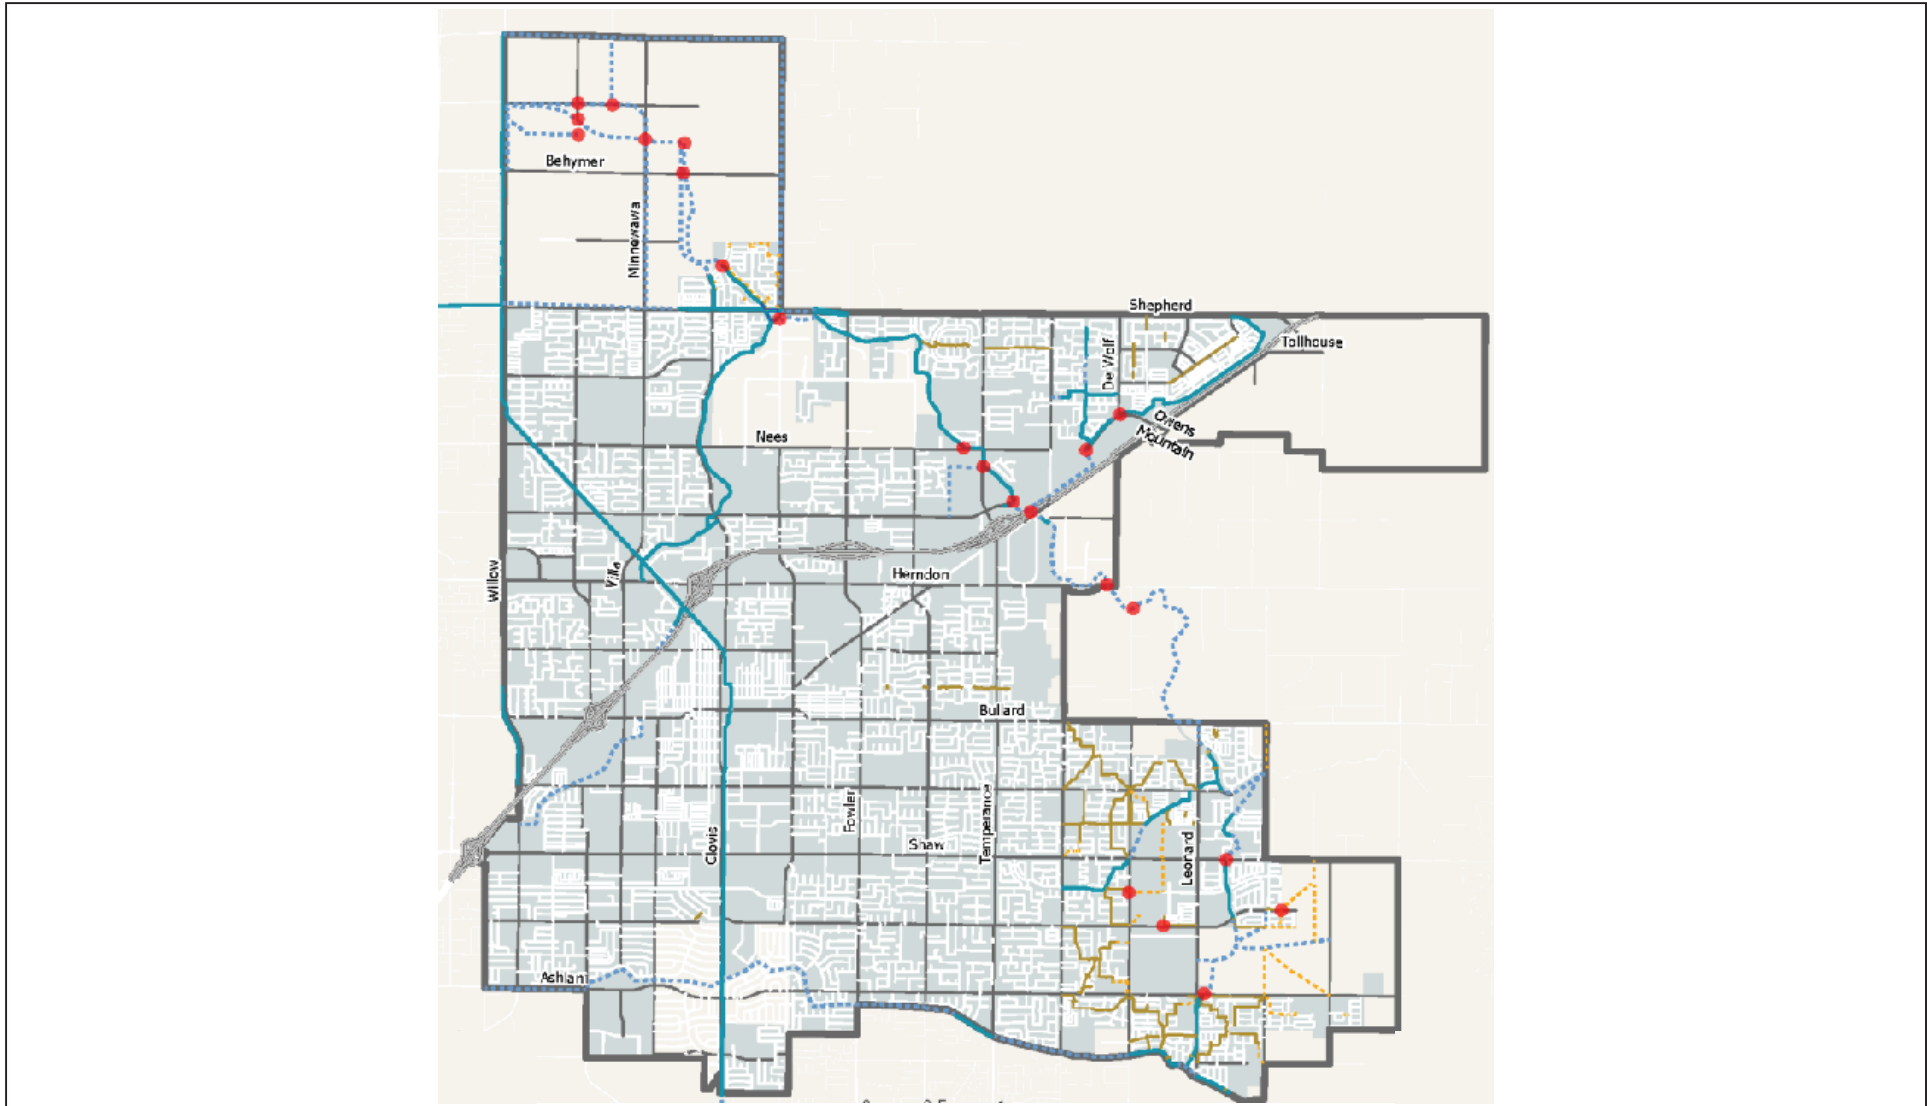 Behymer
Minnewawa
Shepherd
Tollhouse
De Wolf
Owens
Mountain
Nees
Willow
Villa
Herndon
Bullard
Fowler
Temperance
Clovis
Shaw
Leonard
Ashlan